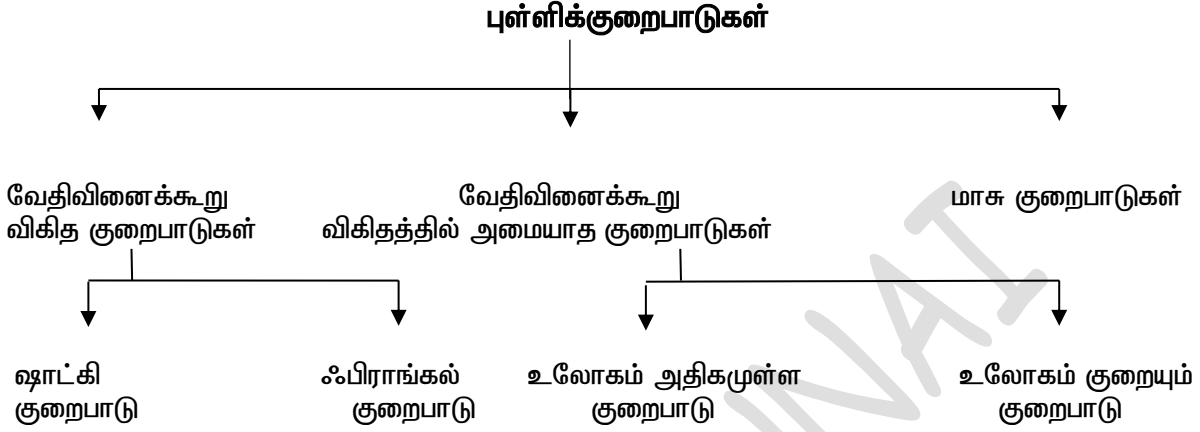 புள்ளிக்குறைபாடுகள்
வேதிவினைக்கூறு
விகித குறைபாடுகள்
வேதிவினைக்கூறு
விகிதத்தில் அமையாத குறைபாடுகள்
மாசு குறைபாடுகள்
ஷாட்கி
குறைபாடு
ஃபிராங்கல்
குறைபாடு
உலோகம் அதிகமுள்ள
குறைபாடு
உலோகம் குறையும்
குறைபாடு